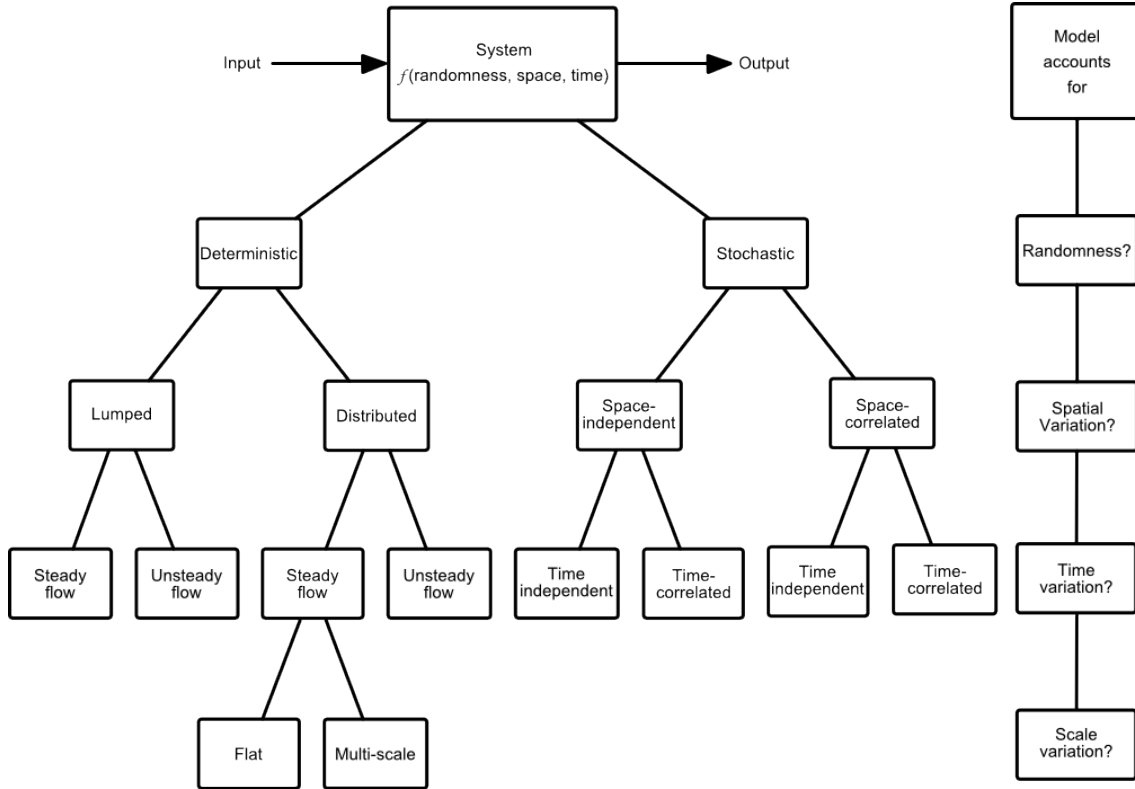 System
Input
f(randomness, space, time)
Output
Model
accounts
for
Deterministic
Stochastic
Randomness?
Lumped
Distributed
Space-
independent
Space-
correlated
Spatial
Variation?
Steady
flow
Unsteady
flow
Steady
flow
Unsteady
flow
Time
independent
Time-
correlated
Time
independent
Time-
correlated
Time
variation?
Flat
Multi-scale
Scale
variation?